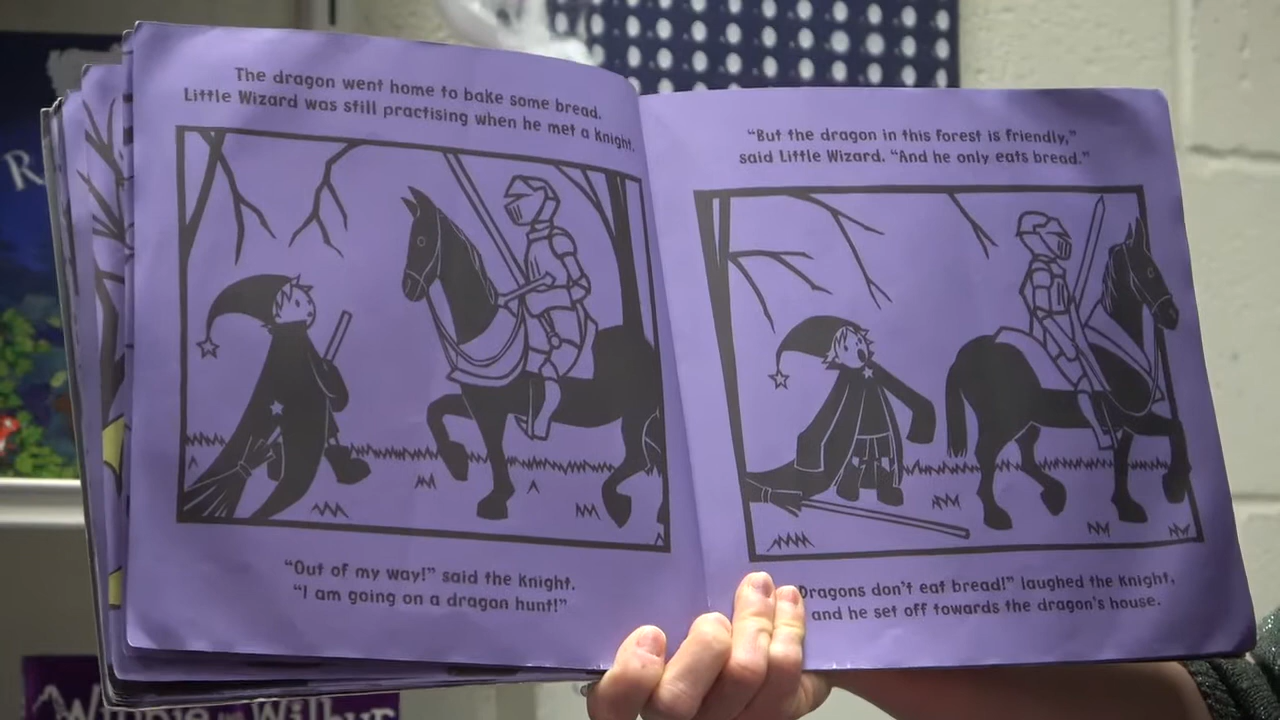 The dragon went home to bake some bread.
Little Wizard was still practising when he met a Knight.
"Out of my way!" said the Knight.
"I am going on a dragon hunt!"
"But the dragon in this forest is friendly,"
said Little Wizard. "And he only eats bread."
Dragons don't eat bread!" laughed the Knight,
and he set off towards the dragon's house.
R
Winnie and Wilbur